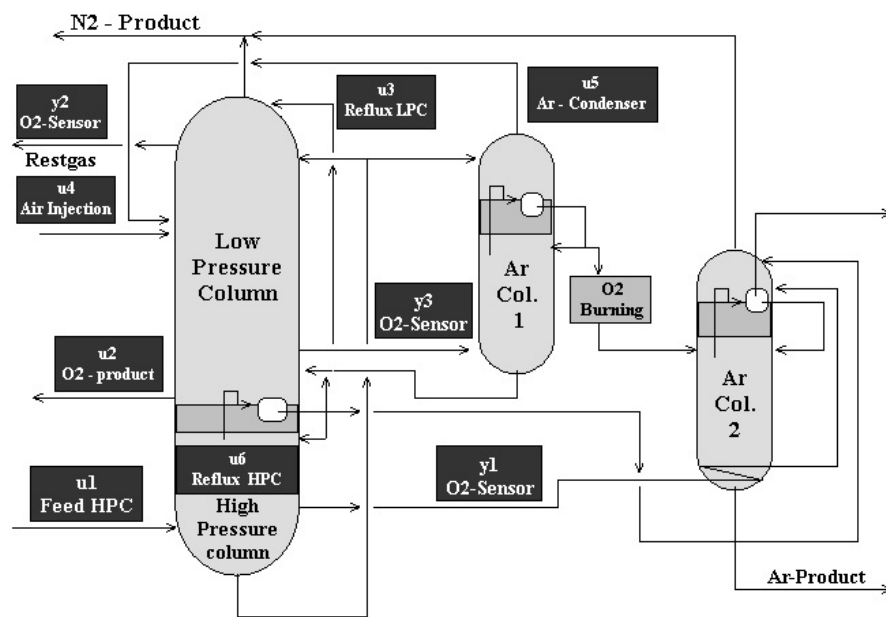 N2 - Product
y2
O2-Sensor
u3
Reflux LPC
u5
Ar - Condenser
Restgas
u4
Air Injection
Low
Pressure
Column
Ar
Col.
1
y3
O2-Sensor
O2
Burning
u2
O2 - product
Ar
Col.
2
u6
Reflux HPC
y1
O2-Sensor
u1
Feed HPC
High
Pressure
column
Ar-Product